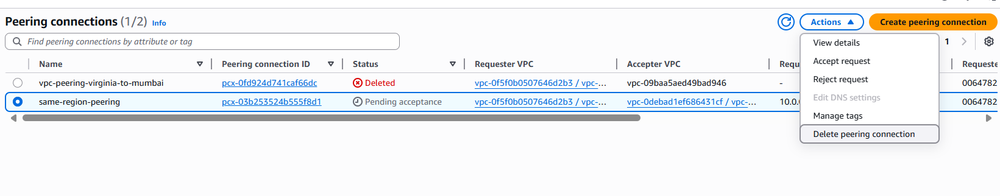 Peering connections (1/2) Info
Actions
Create peering connection
Find peering connections by attribute or tag
1
View details
Accept request
Reject request
Edit DNS settings
Manage tags
Delete peering connection
Name Peering connection ID Status Requester VPC Accepter VPC Requ Requeste
vpc-peering-virginia-to-mumbai pcx-0fd924d741caf66dc Deleted vpc-0f5f0b0507646d2b3 / vpc-... vpc-09baa5aed49bad946 - 0064782
same-region-peering pcx-03b253524b555f8d1 Pending acceptance vpc-0f5f0b0507646d2b3 / vpc-... vpc-0debad1ef686431cf / vpc-... 10.0. 0064782